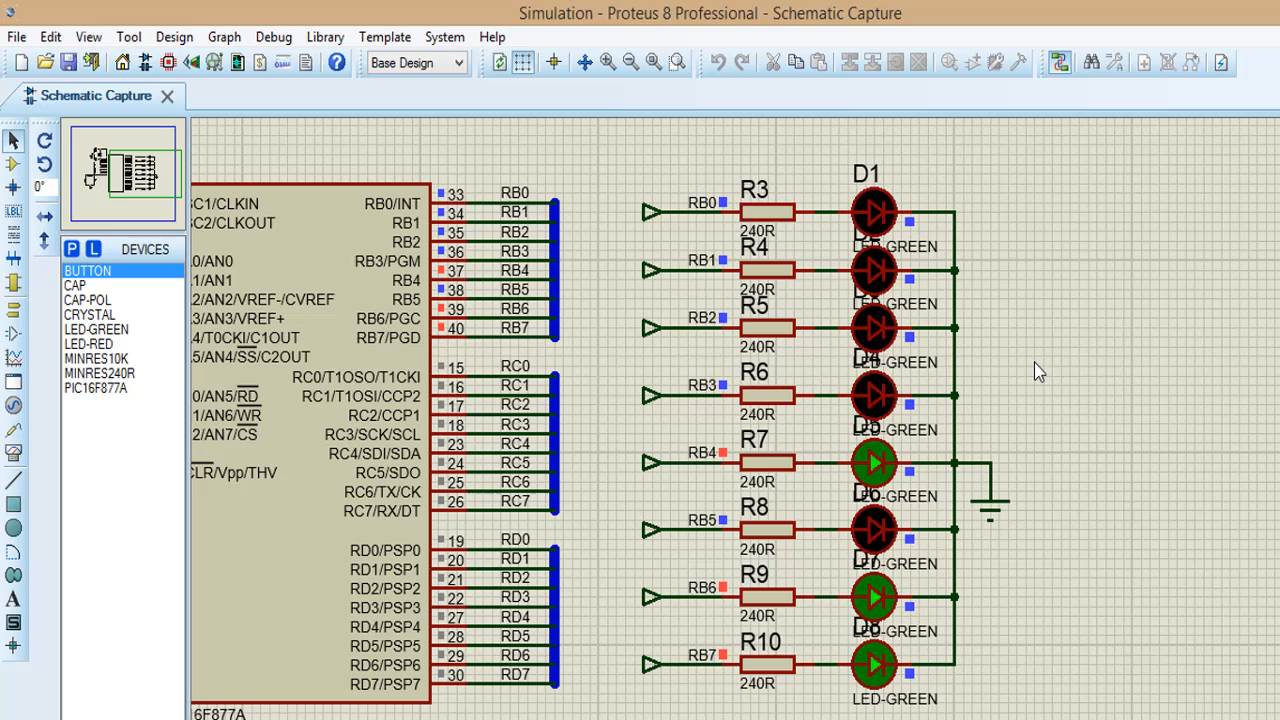 Simulation - Proteus 8 Professional - Schematic Capture
File Edit View Tool Design Graph Debug Library Template System Help
Base Design
Schematic Capture
0°
LBL
P L DEVICES
BUTTON
CAP
CAP-POL
CRYSTAL
LED-GREEN
LED-RED
MINRES10K
MINRES240R
PIC16F877A
A
S
SC1/CLKIN
SC2/CLKOUT
0/AN0
1/AN1
2/AN2/VREF-/CVREF
3/AN3/VREF+
4/T0CKI/C1OUT
5/AN4/SS/C2OUT
0/AN5/RD
1/AN6/WR
2/AN7/CS
CLR/Vpp/THV
RB0/INT 33 RB0
RB1 34 RB1
RB2 35 RB2
RB3/PGM 36 RB3
RB4 37 RB4
RB5 38 RB5
RB6/PGC 39 RB6
RB7/PGD 40 RB7
RC0/T1OSO/T1CKI 15 RC0
RC1/T1OSI/CCP2 16 RC1
RC2/CCP1 17 RC2
RC3/SCK/SCL 18 RC3
RC4/SDI/SDA 23 RC4
RC5/SDO 24 RC5
RC6/TX/CK 25 RC6
RC7/RX/DT 26 RC7
RD0/PSP0 19 RD0
RD1/PSP1 20 RD1
RD2/PSP2 21 RD2
RD3/PSP3 22 RD3
RD4/PSP4 27 RD4
RD5/PSP5 28 RD5
RD6/PSP6 29 RD6
RD7/PSP7 30 RD7
16F877A
RB0 R3 D1
240R LED-GREEN
RB1 R4
240R LED-GREEN
RB2 R5
240R LED-GREEN
RB3 R6 D4
240R LED-GREEN
RB4 R7 D5
240R LED-GREEN
RB5 R8 D6
240R LED-GREEN
RB6 R9 D7
240R LED-GREEN
RB7 R10 D8
240R LED-GREEN